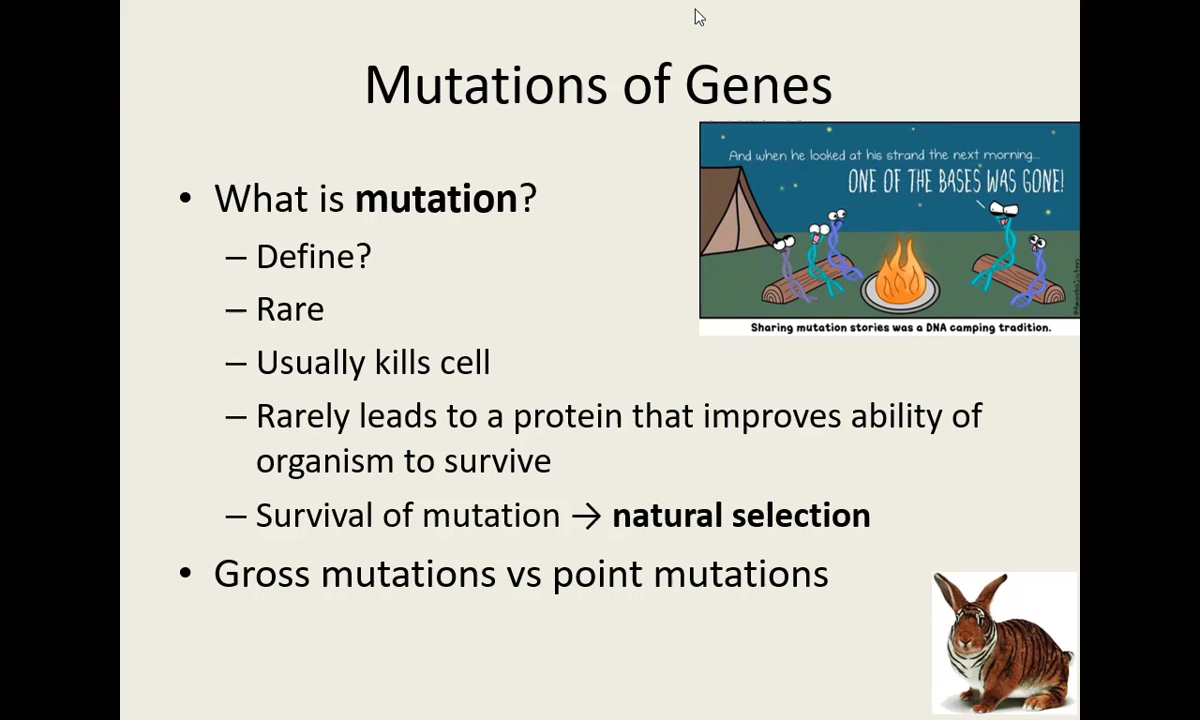 Mutations of Genes
And when he looked at his strand the next morning...
ONE OF THE BASES WAS GONE!
Sharing mutation stories was a DNA camping tradition.
• What is mutation?
– Define?
– Rare
– Usually kills cell
– Rarely leads to a protein that improves ability of
organism to survive
– Survival of mutation → natural selection
• Gross mutations vs point mutations